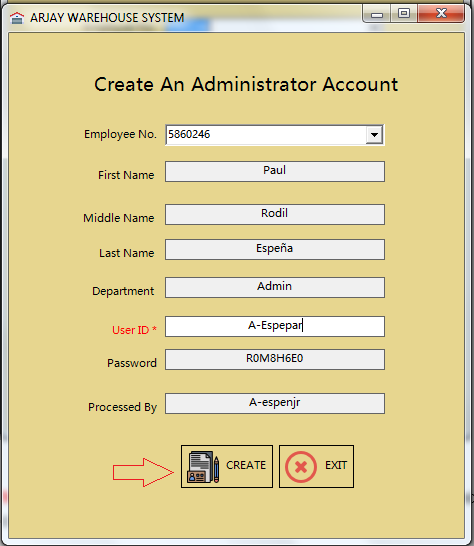 ARJAY WAREHOUSE SYSTEM
Create An Administrator Account
Employee No. 5860246
First Name Paul
Middle Name Rodil
Last Name Espeña
Department Admin
User ID * A-Espepar
Password R0M8H6E0
Processed By A-espenjr
CREATE EXIT